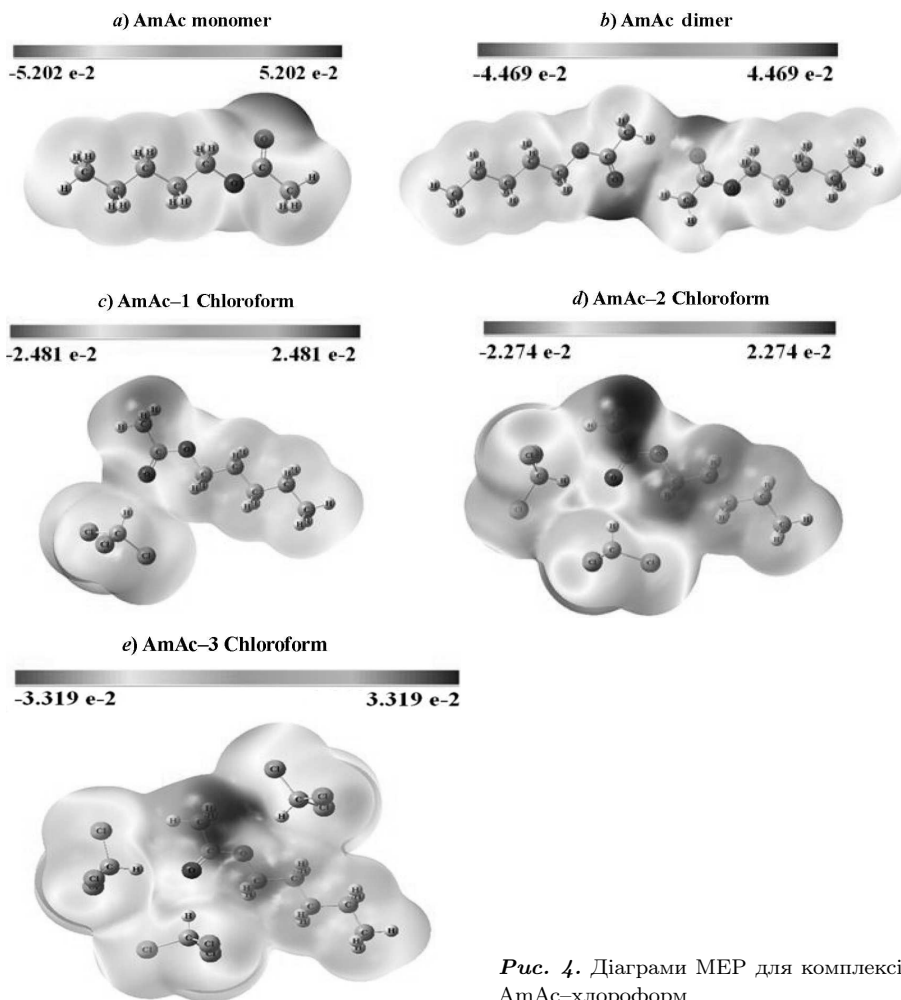 a) AmAc monomer
-5.202 e-2 5.202 e-2
b) AmAc dimer
-4.469 e-2 4.469 e-2
c) AmAc–1 Chloroform
-2.481 e-2 2.481 e-2
d) AmAc–2 Chloroform
-2.274 e-2 2.274 e-2
e) AmAc–3 Chloroform
-3.319 e-2 3.319 e-2
Рис. 4. Діаграми МЕР для комплексі
AmAc–хлороформ